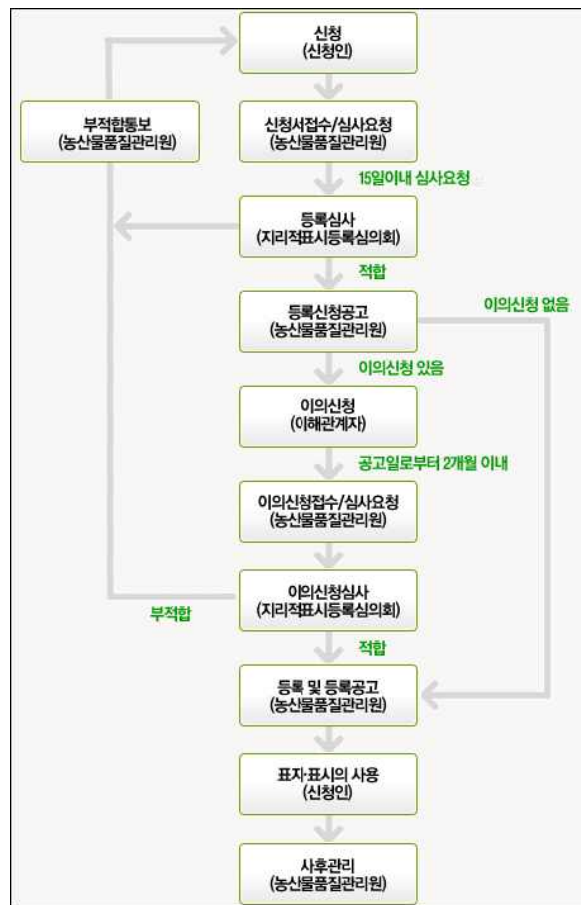 신청
(신청인)
부적합통보
(농산물품질관리원)
신청서접수/심사요청
(농산물품질관리원)
15일이내 심사요청
등록심사
(지리적표시등록심의회)
적합
등록신청공고
(농산물품질관리원)
이의신청 없음
이의신청 있음
이의신청
(이해관계자)
공고일로부터 2개월 이내
이의신청접수/심사요청
(농산물품질관리원)
이의신청심사
(지리적표시등록심의회)
부적합
적합
등록 및 등록공고
(농산물품질관리원)
표지·표시의 사용
(신청인)
사후관리
(농산물품질관리원)